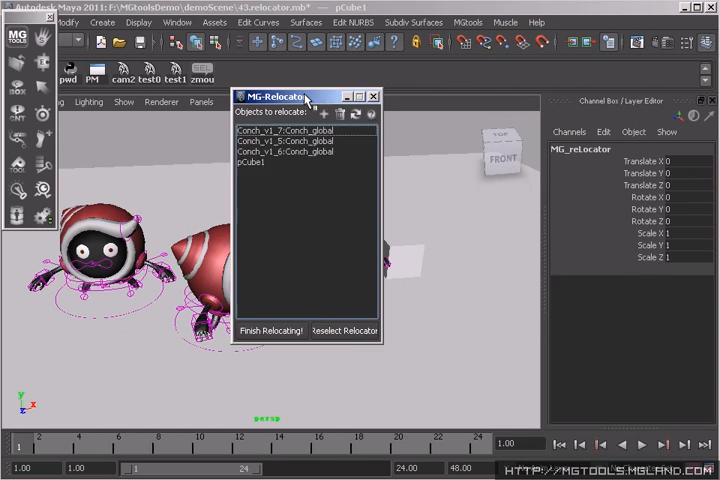 Autodesk Maya 2011: F:\MGtoolsDemo\demoScene\43.relocator.mb* -- pCube1
Modify Create Display Window Assets Edit Curves Surfaces Edit NURBS Subdiv Surfaces Muscle Help
MG
TOOLS
pwd PM cam2 test0 test1 zmou
Lighting Show Renderer Panels
BOX
CNT
TOOL
MG-Relocator
Objects to relocate:
Conch_v1_7:Conch_global
Conch_v1_5:Conch_global
Conch_v1_6:Conch_global
pCube1
Finish Relocating! Reselect Relocator
TOP
FRONT
Channel Box / Layer Editor
Channels Edit Object Show
MG_reLocator
Translate X 0
Translate Y 0
Translate Z 0
Rotate X 0
Rotate Y 0
Rotate Z 0
Scale X 1
Scale Y 1
Scale Z 1
y
z x
persp
1 2 4 6 8 10 12 14 16 18 20 22 24 1.00
1.00 1.00 1 24 24.00 48.00
HTTP://MGTOOLS.MGLAND.COM